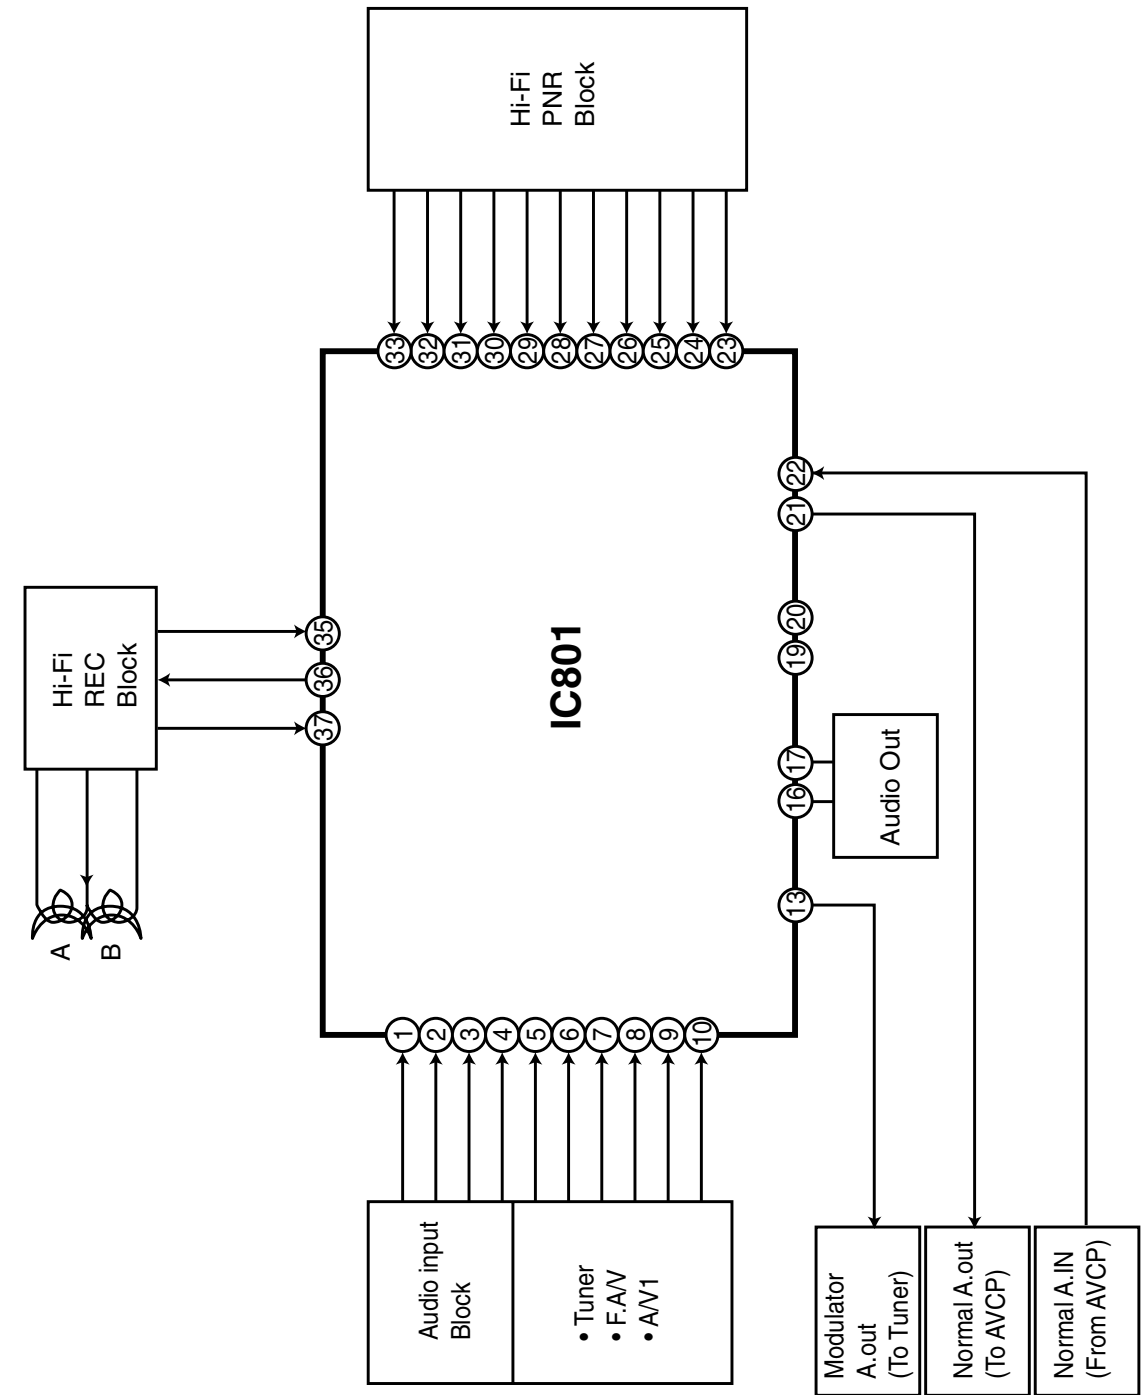 Hi-Fi
PNR
Block
33
32
31
30
29
28
27
26
25
24
23
Hi-Fi
REC
Block
35
36
37
A
B
IC801
22
21
20
19
17
16
13
Audio Out
1
2
3
4
5
6
7
8
9
10
Audio input
Block
• Tuner
• F.A/V
• A/V1
Modulator
A.out
(To Tuner)
Normal A.out
(To AVCP)
Normal A.IN
(From AVCP)